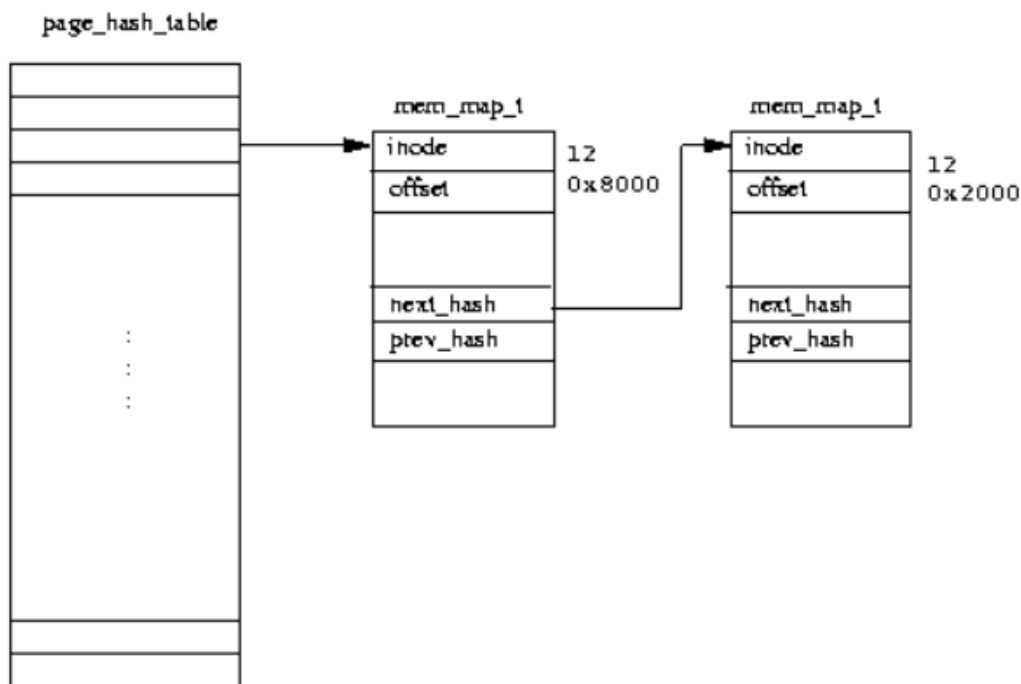 page_hash_table
mem_map_t
inode
12
offset
0x8000
next_hash
prev_hash
mem_map_t
inode
12
offset
0x2000
next_hash
prev_hash
:
:
: